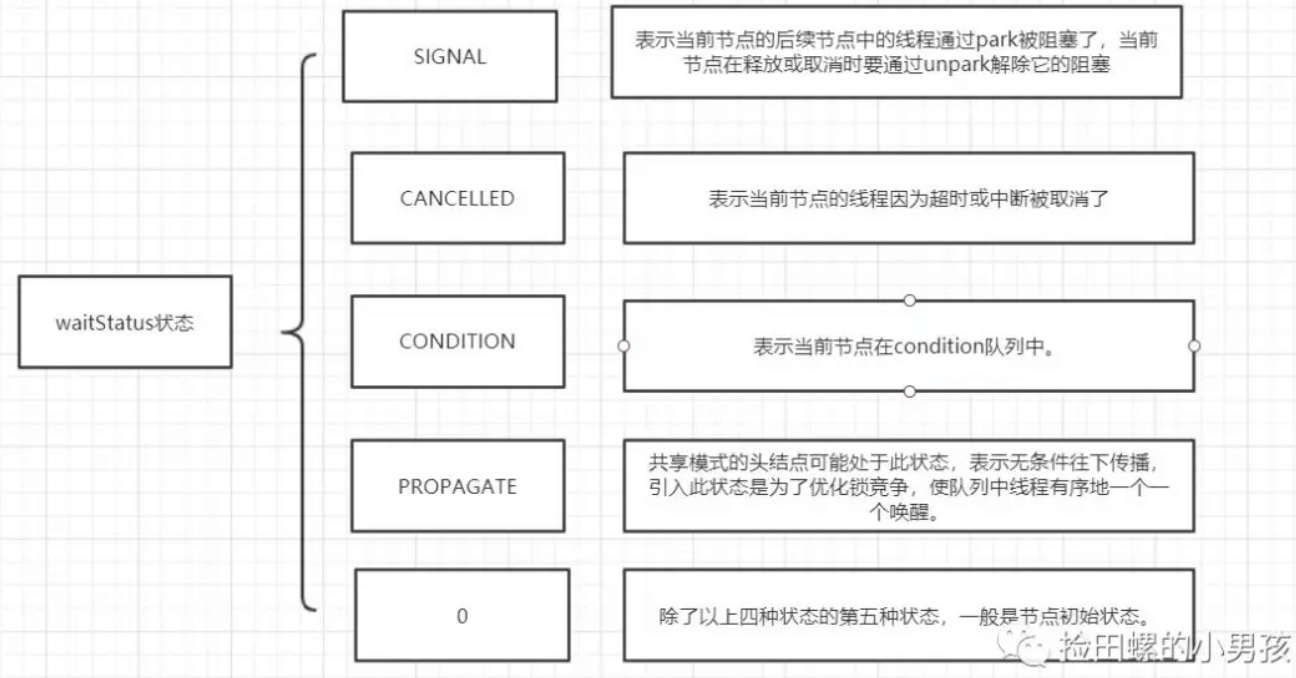 SIGNAL
表示当前节点的后续节点中的线程通过park被阻塞了，当前
节点在释放或取消时要通过unpark解除它的阻塞
CANCELLED
表示当前节点的线程因为超时或中断被取消了
waitStatus状态
CONDITION
表示当前节点在condition队列中。
PROPAGATE
共享模式的头结点可能处于此状态，表示无条件往下传播，
引入此状态是为了优化锁竞争，使队列中线程有序地一个一
个唤醒。
0
除了以上四种状态的第五种状态，一般是节点初始状态。
捡田螺的小男孩